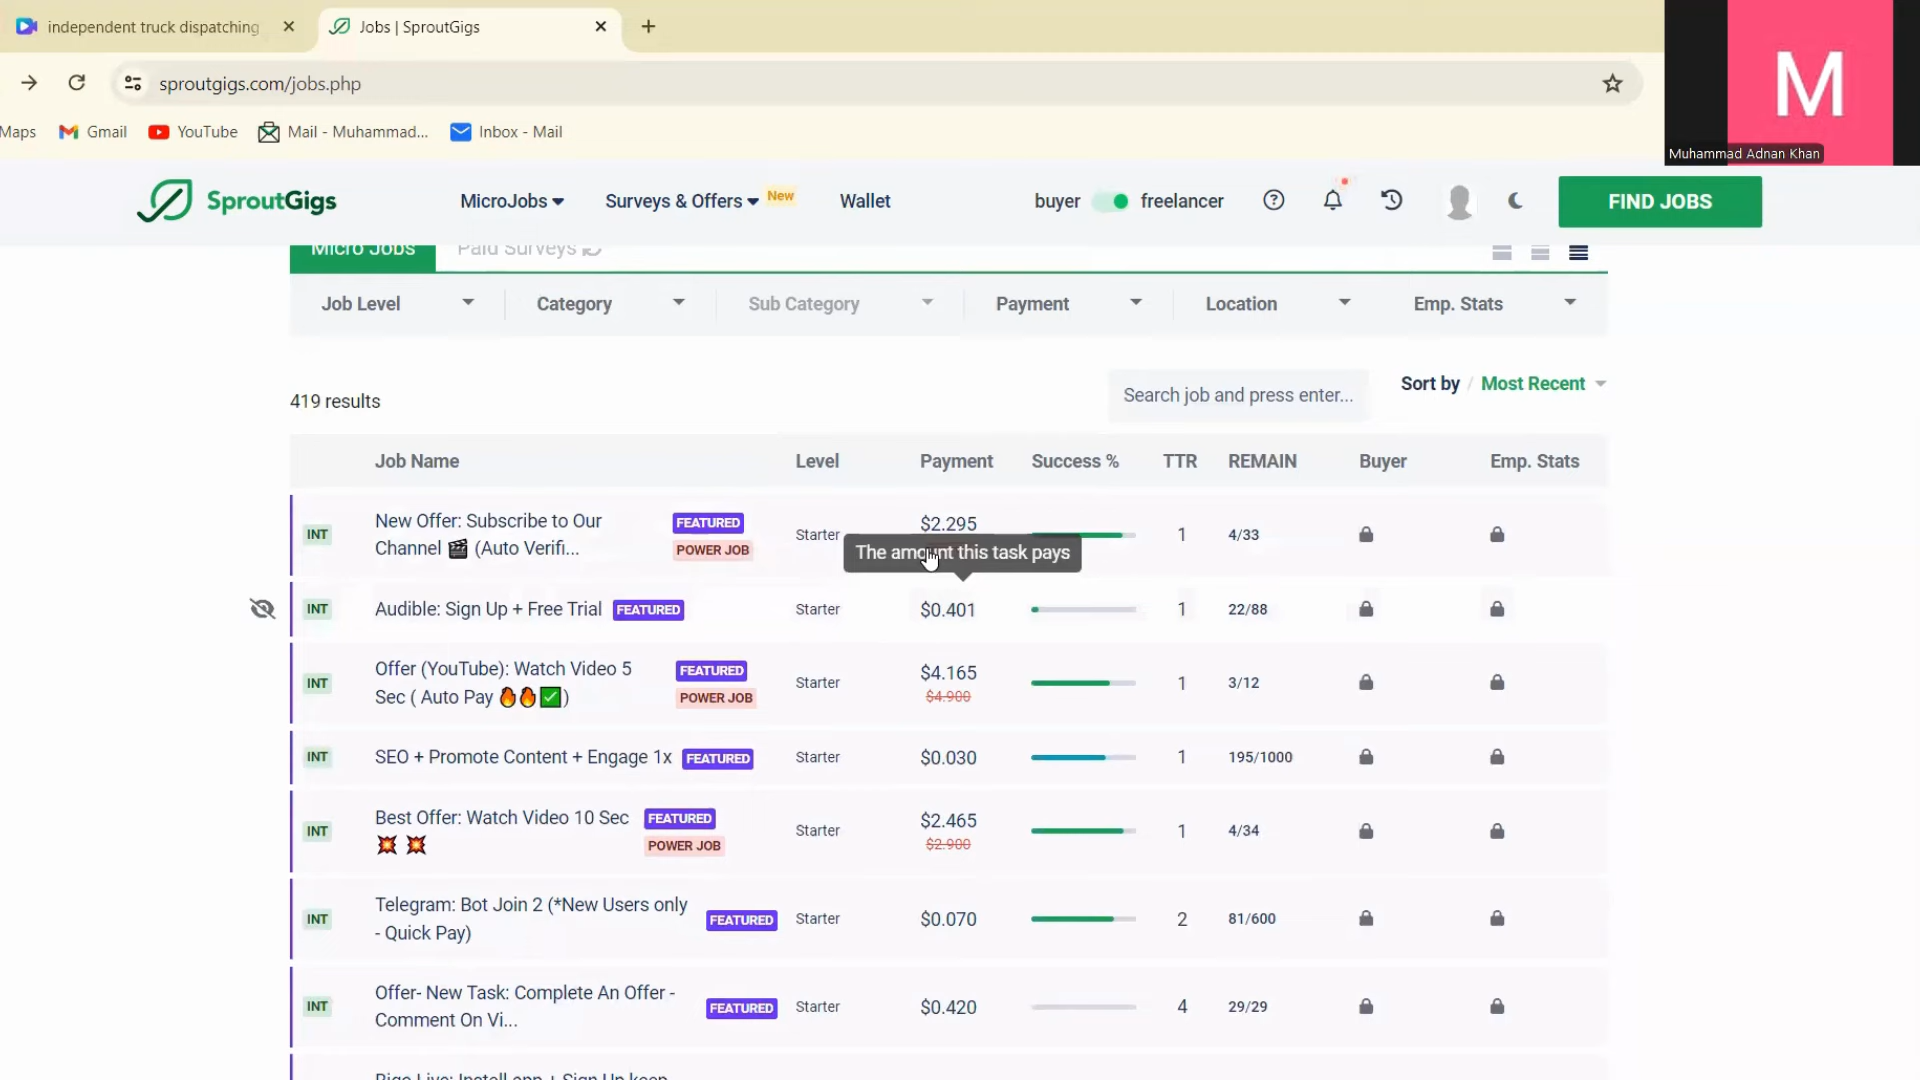 independent truck dispatching
Jobs | SproutGigs
sproutgigs.com/jobs.php
Maps Gmail YouTube Mail - Muhammad... Inbox - Mail
M
Muhammad Adnan Khan
SproutGigs MicroJobs Surveys & Offers New Wallet buyer freelancer FIND JOBS
Micro Jobs Paid Surveys
Job Level Category Sub Category Payment Location Emp. Stats
419 results Search job and press enter... Sort by / Most Recent
Job Name Level Payment Success % TTR REMAIN Buyer Emp. Stats
INT New Offer: Subscribe to Our FEATURED Starter $2.295 1 4/33
Channel 🎬 (Auto Verifi... POWER JOB
The amount this task pays
INT Audible: Sign Up + Free Trial FEATURED Starter $0.401 1 22/88
INT Offer (YouTube): Watch Video 5 FEATURED Starter $4.165 1 3/12
Sec ( Auto Pay 🔥🔥✅) POWER JOB $4.900
INT SEO + Promote Content + Engage 1x FEATURED Starter $0.030 1 195/1000
INT Best Offer: Watch Video 10 Sec FEATURED Starter $2.465 1 4/34
💥 💥 POWER JOB $2.900
INT Telegram: Bot Join 2 (*New Users only FEATURED Starter $0.070 2 81/600
- Quick Pay)
INT Offer- New Task: Complete An Offer - FEATURED Starter $0.420 4 29/29
Comment On Vi...
Bigo Live: Install app + Sign Up keep